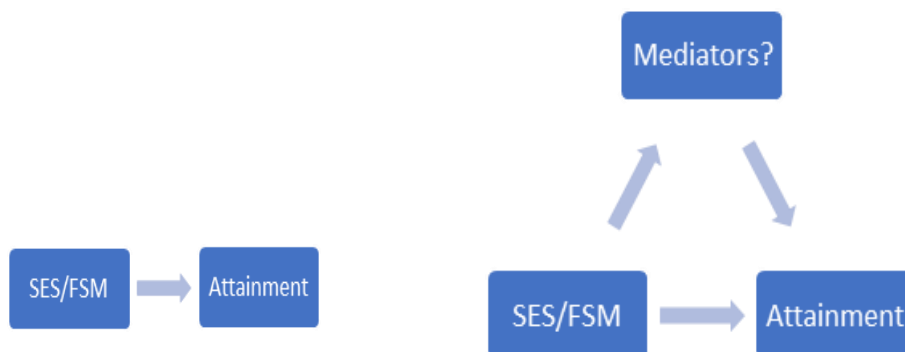 SES/FSM
Attainment
Mediators?
SES/FSM
Attainment